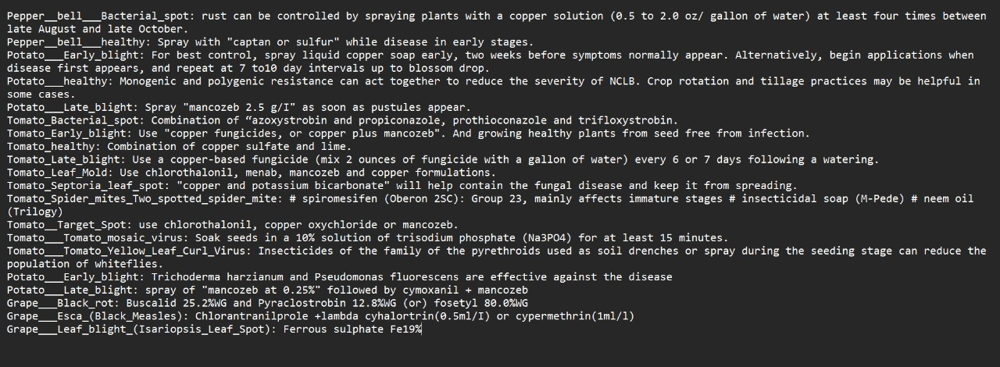 Pepper__bell___Bacterial_spot: rust can be controlled by spraying plants with a copper solution (0.5 to 2.0 oz/ gallon of water) at least four times between
late August and late October.
Pepper__bell___healthy: Spray with "captan or sulfur" while disease in early stages.
Potato___Early_blight: For best control, spray liquid copper soap early, two weeks before symptoms normally appear. Alternatively, begin applications when
disease first appears, and repeat at 7 to10 day intervals up to blossom drop.
Potato___healthy: Monogenic and polygenic resistance can act together to reduce the severity of NCLB. Crop rotation and tillage practices may be helpful in
some cases.
Potato___Late_blight: Spray "mancozeb 2.5 g/I" as soon as pustules appear.
Tomato_Bacterial_spot: Combination of “azoxystrobin and propiconazole, prothioconazole and trifloxystrobin.
Tomato_Early_blight: Use "copper fungicides, or copper plus mancozeb". And growing healthy plants from seed free from infection.
Tomato_healthy: Combination of copper sulfate and lime.
Tomato_Late_blight: Use a copper-based fungicide (mix 2 ounces of fungicide with a gallon of water) every 6 or 7 days following a watering.
Tomato_Leaf_Mold: Use chlorothalonil, menab, mancozeb and copper formulations.
Tomato_Septoria_leaf_spot: "copper and potassium bicarbonate" will help contain the fungal disease and keep it from spreading.
Tomato_Spider_mites_Two_spotted_spider_mite: # spiromesifen (Oberon 2SC): Group 23, mainly affects immature stages # insecticidal soap (M-Pede) # neem oil
(Trilogy)
Tomato__Target_Spot: use chlorothalonil, copper oxychloride or mancozeb.
Tomato___Tomato_mosaic_virus: Soak seeds in a 10% solution of trisodium phosphate (Na3PO4) for at least 15 minutes.
Tomato___Tomato_Yellow_Leaf_Curl_Virus: Insecticides of the family of the pyrethroids used as soil drenches or spray during the seeding stage can reduce the
population of whiteflies.
Potato___Early_blight: Trichoderma harzianum and Pseudomonas fluorescens are effective against the disease
Potato___Late_blight: spray of "mancozeb at 0.25%" followed by cymoxanil + mancozeb
Grape___Black_rot: Buscalid 25.2%WG and Pyraclostrobin 12.8%WG (or) fosetyl 80.0%WG
Grape___Esca_(Black_Measles): Chlorantranilprole +lambda cyhalortrin(0.5ml/I) or cypermethrin(1ml/l)
Grape___Leaf_blight_(Isariopsis_Leaf_Spot): Ferrous sulphate Fe19%